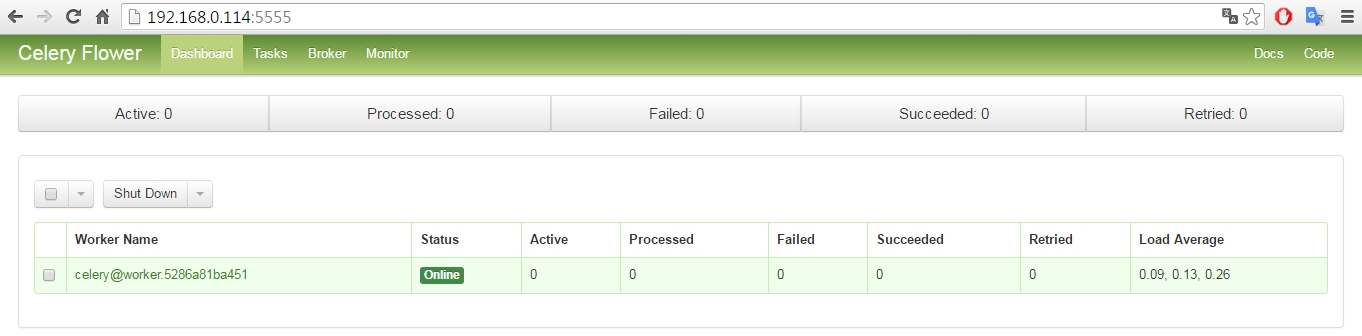 192.168.0.114:5555
Celery Flower Dashboard Tasks Broker Monitor Docs Code
Active: 0 Processed: 0 Failed: 0 Succeeded: 0 Retried: 0
Shut Down
Worker Name Status Active Processed Failed Succeeded Retried Load Average
celery@worker.5286a81ba451 Online 0 0 0 0 0 0.09, 0.13, 0.26